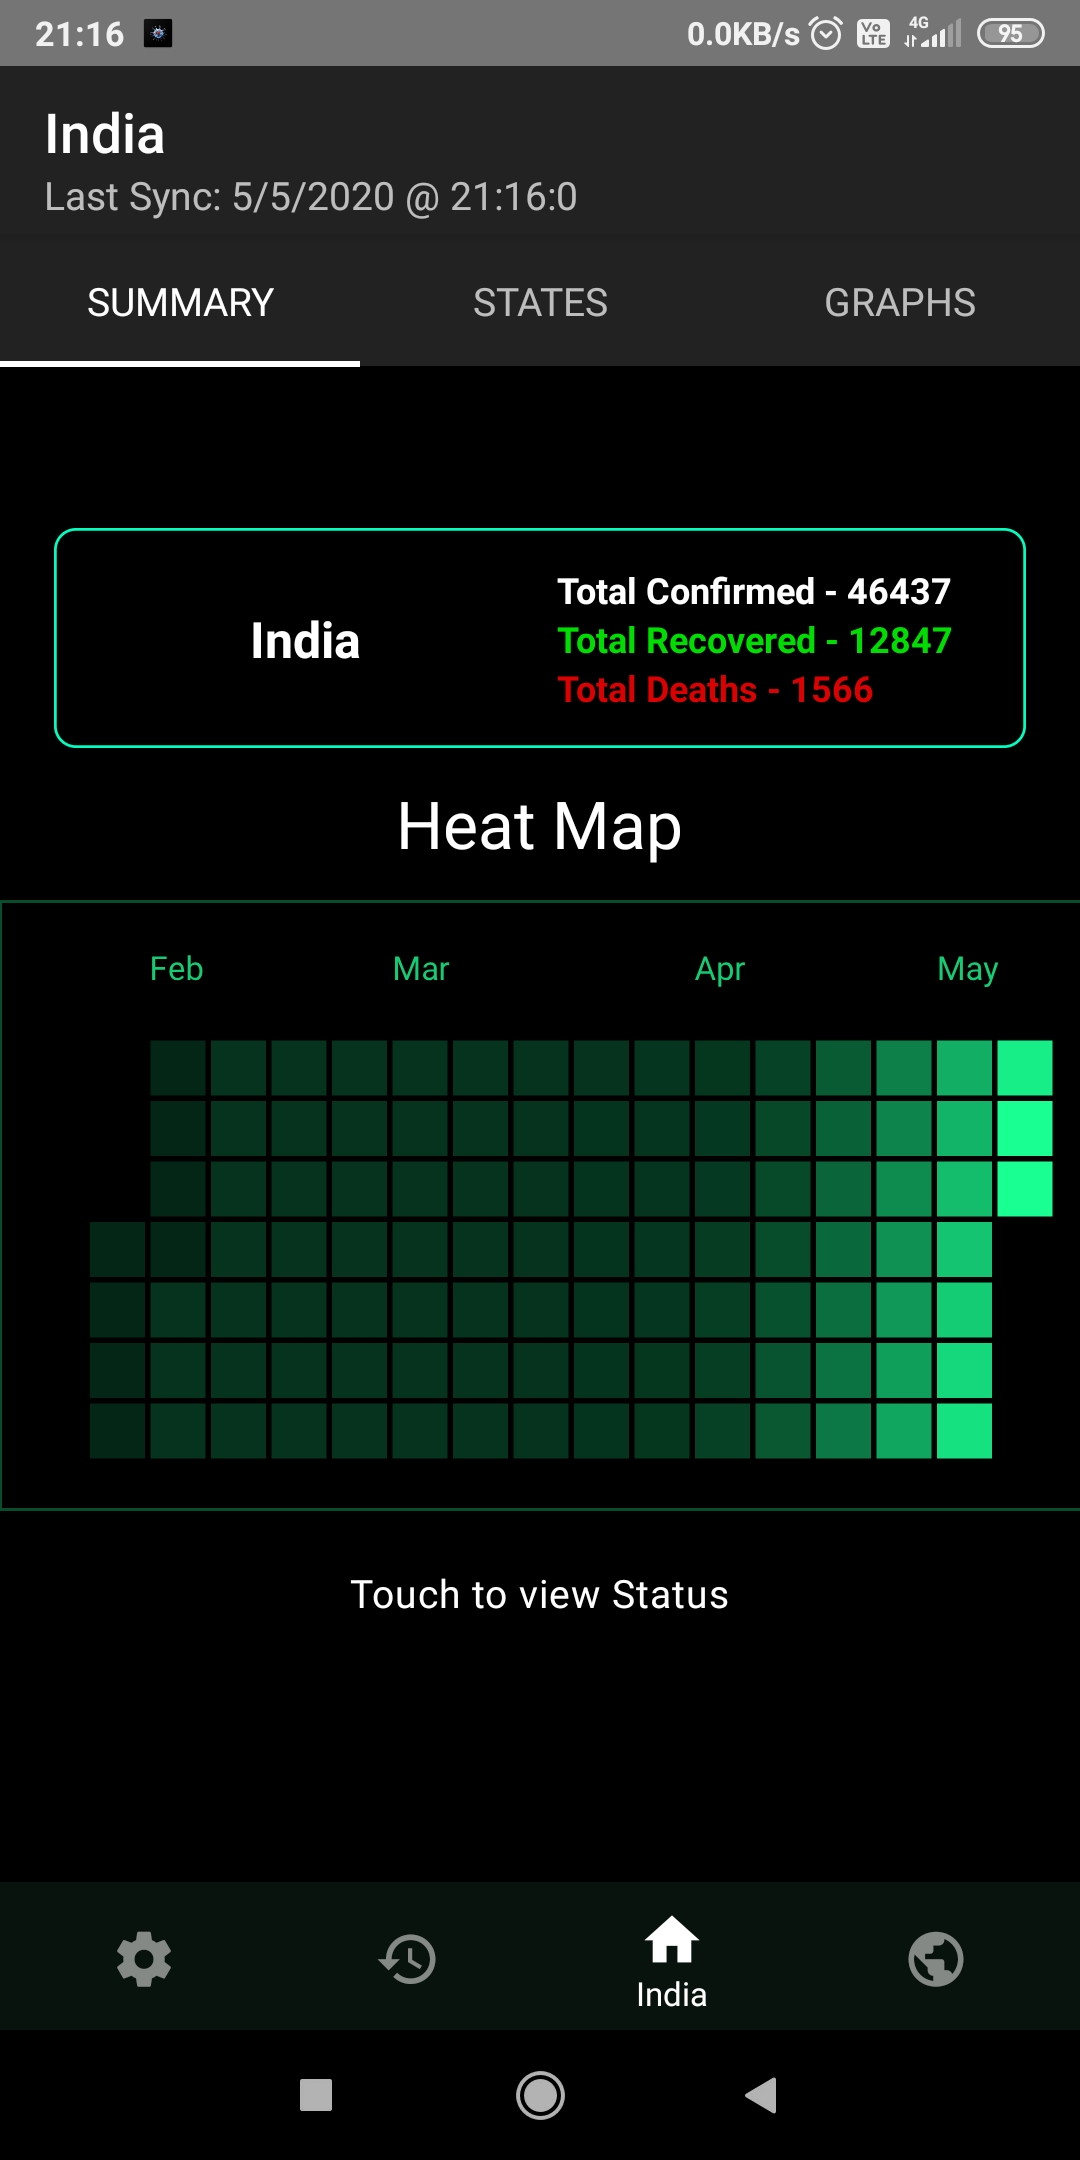 21:16 0.0KB/s Vo LTE 4G 95
India
Last Sync: 5/5/2020 @ 21:16:0
SUMMARY STATES GRAPHS
India
Total Confirmed - 46437
Total Recovered - 12847
Total Deaths - 1566
Heat Map
Feb Mar Apr May
Touch to view Status
India